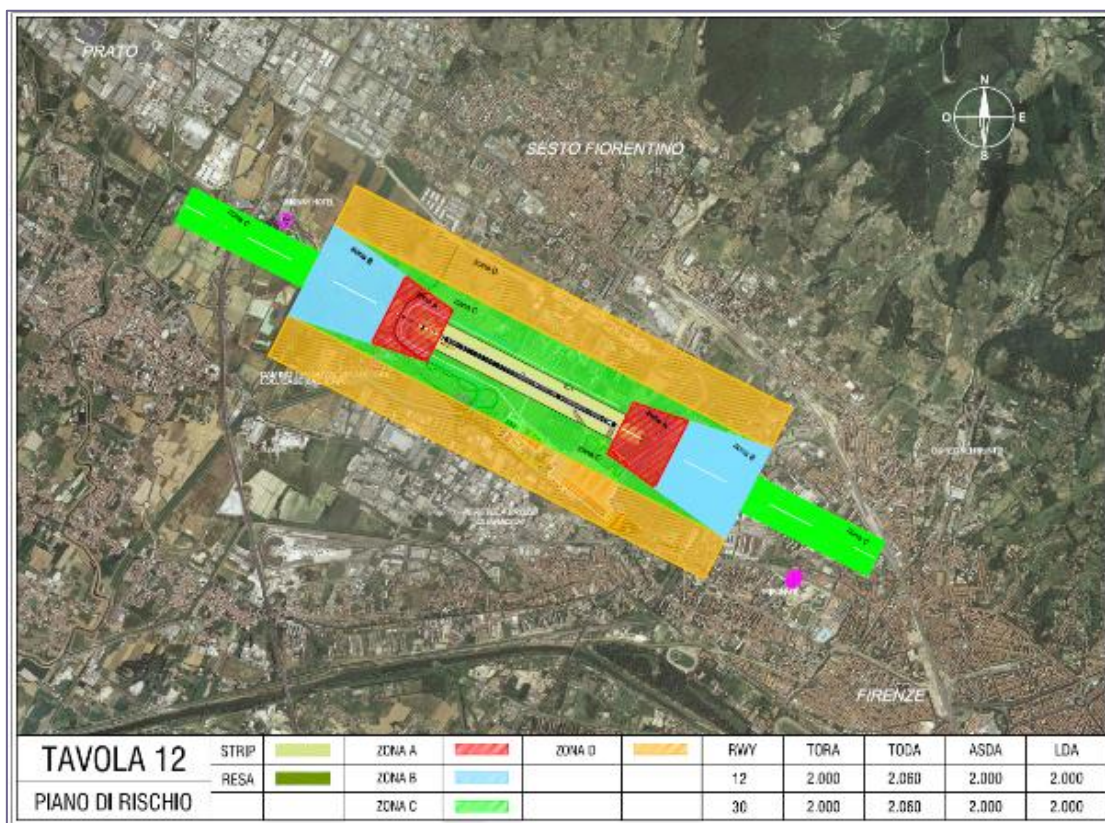 PRATO
N
O E
S
SESTO FIORENTINO
ZONA C
ZONA D
ZONA B
ZONA D
ZONA C
ZONA A
ZONA A
ZONA C
ZONA B
ZONA C
FIRENZE
TAVOLA 12
PIANO DI RISCHIO
STRIP ZONA A ZONA D RWY TORA TODA ASDA LDA
RESA ZONA B 12 2.000 2.060 2.000 2.000
ZONA C 30 2.000 2.060 2.000 2.000